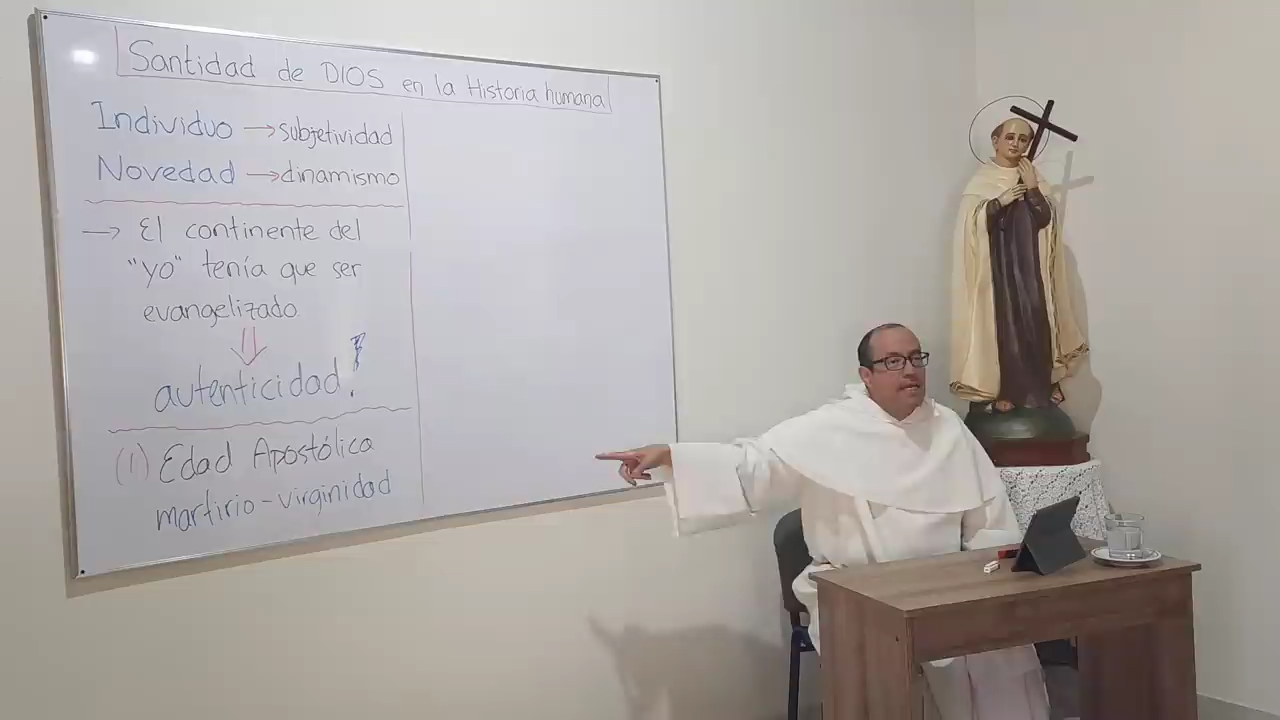 Santidad de DIOS en la Historia humana
Individuo → subjetividad
Novedad → dinamismo
→ El continente del
"yo" tenía que ser
evangelizado
⇓
autenticidad!
(1) Edad Apostólica
martirio - virginidad